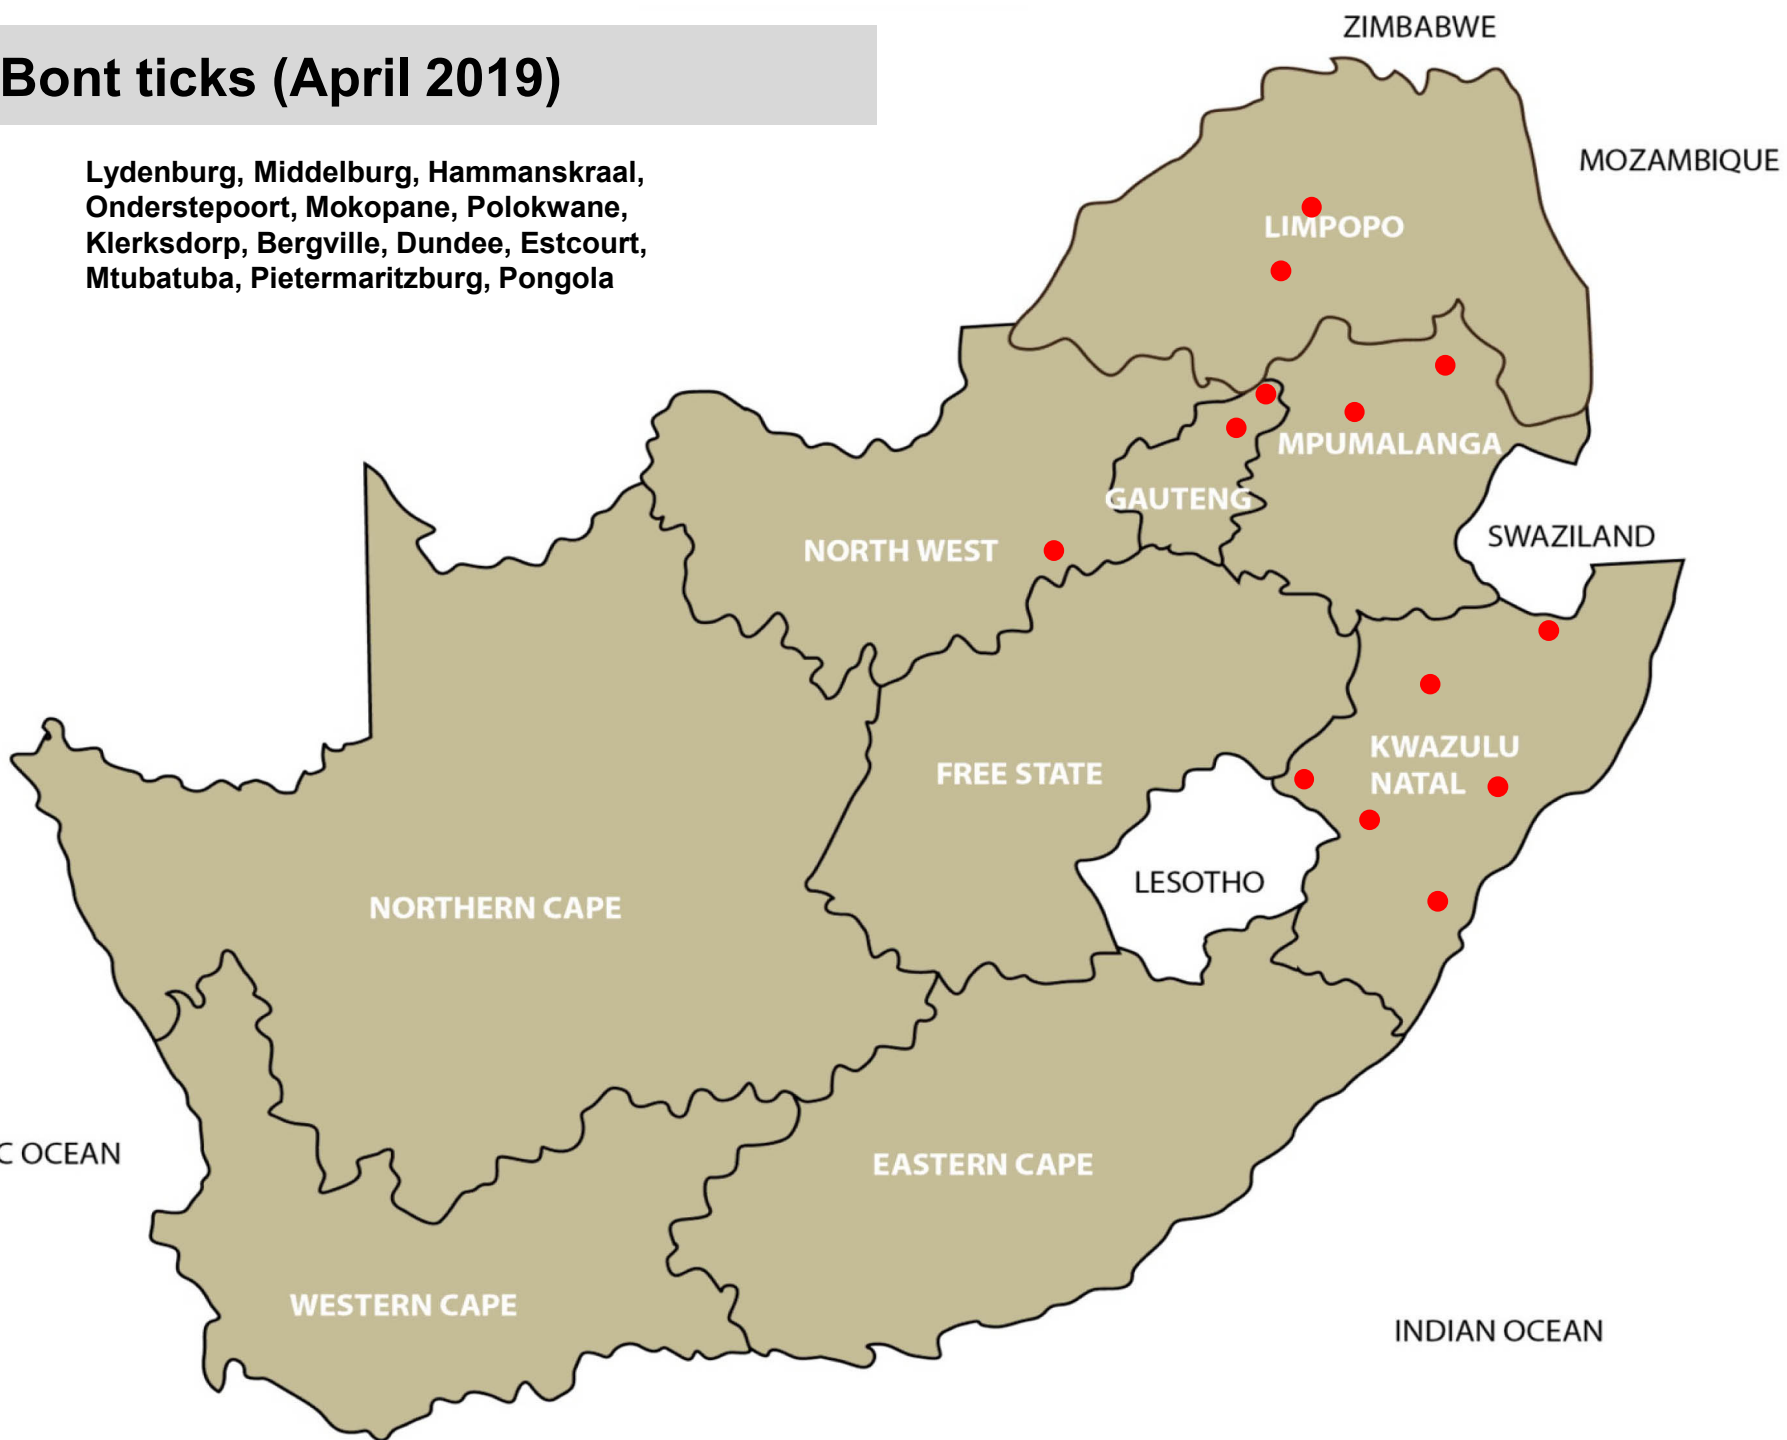 Bont ticks (April 2019)
Lydenburg, Middelburg, Hammanskraal,
Onderstepoort, Mokopane, Polokwane,
Klerksdorp, Bergville, Dundee, Estcourt,
Mtubatuba, Pietermaritzburg, Pongola
ZIMBABWE
MOZAMBIQUE
LIMPOPO
MPUMALANGA
GAUTENG
SWAZILAND
NORTH WEST
KWAZULU
NATAL
FREE STATE
LESOTHO
NORTHERN CAPE
C OCEAN
EASTERN CAPE
WESTERN CAPE
INDIAN OCEAN